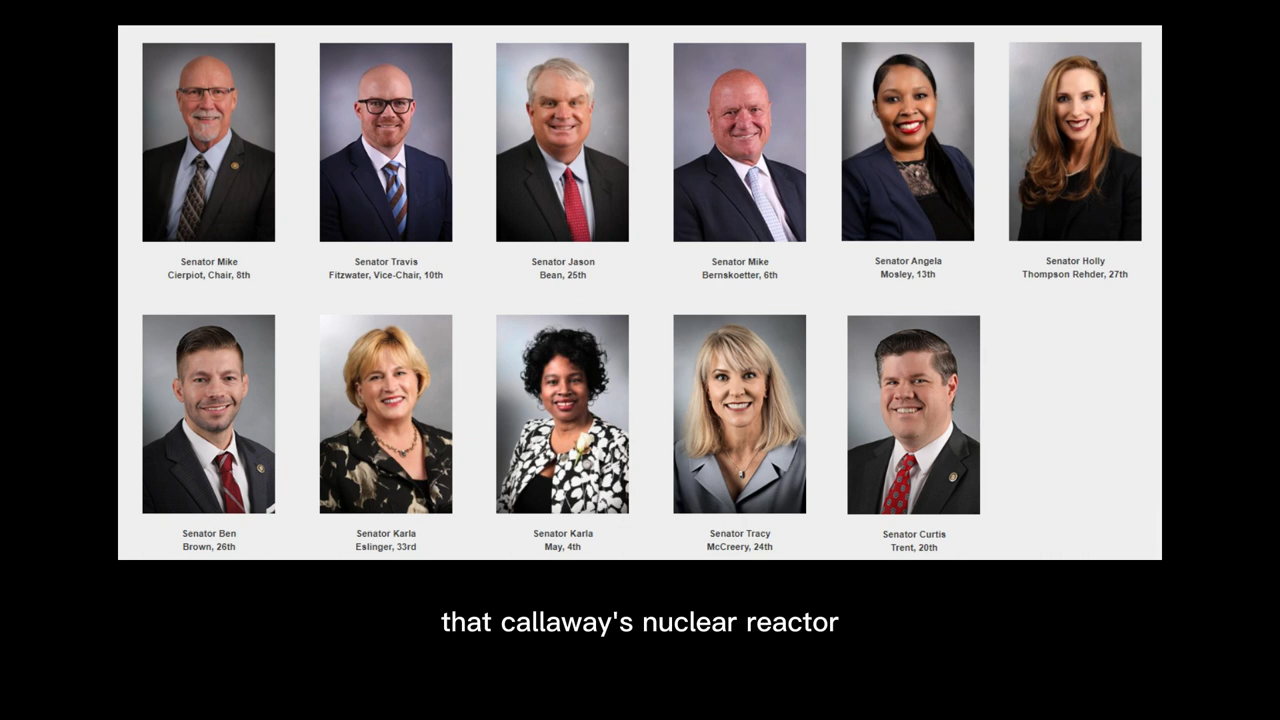 Senator Mike
Cierpiot, Chair, 8th
Senator Travis
Fitzwater, Vice-Chair, 10th
Senator Jason
Bean, 25th
Senator Mike
Bernskoetter, 6th
Senator Angela
Mosley, 13th
Senator Holly
Thompson Rehder, 27th
Senator Ben
Brown, 26th
Senator Karla
Eslinger, 33rd
Senator Karla
May, 4th
Senator Tracy
McCreery, 24th
Senator Curtis
Trent, 20th
that callaway's nuclear reactor